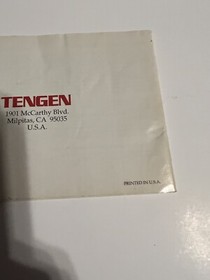 TENGEN
1901 McCarthy Blvd.
Milpitas, CA 95035
U.S.A.
PRINTED IN U.S.A.